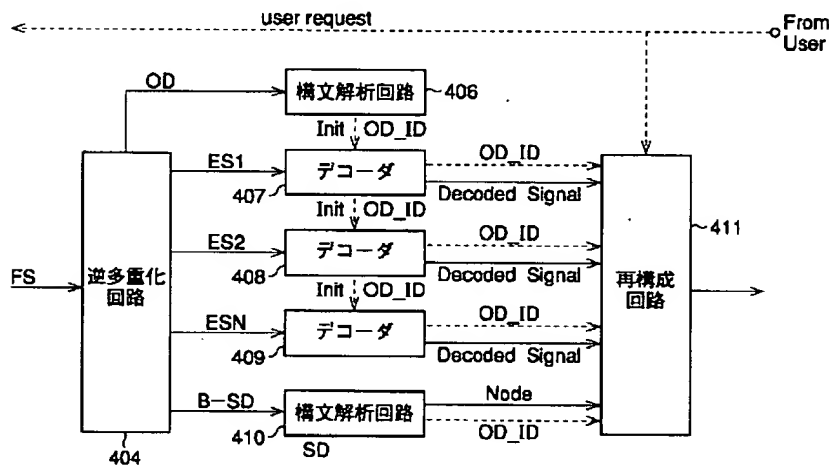 user request
From
User
OD
構文解析回路
406
Init OD_ID
ES1
デコーダ
407
OD_ID
Decoded Signal
Init OD_ID
ES2
デコーダ
408
OD_ID
Decoded Signal
411
FS
逆多重化
回路
再構成
回路
Init OD_ID
ESN
デコーダ
409
OD_ID
Decoded Signal
B-SD
構文解析回路
410
SD
Node
OD_ID
404